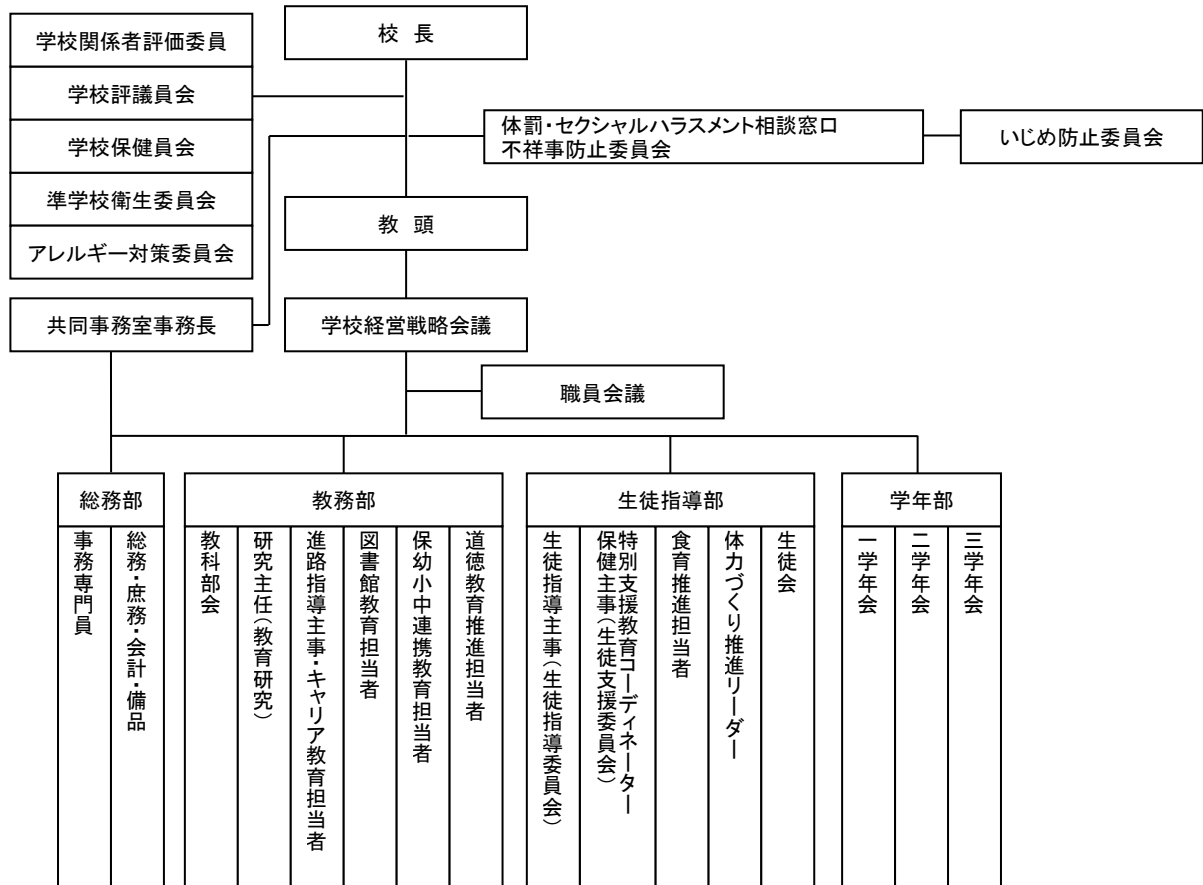 学校関係者評価委員
学校評議員会
学校保健員会
準学校衛生委員会
アレルギー対策委員会
校 長
体罰・セクシャルハラスメント相談窓口
不祥事防止委員会
いじめ防止委員会
教 頭
共同事務室事務長
学校経営戦略会議
職員会議
総務部
事務専門員
総務・庶務・会計・備品
教務部
教科部会
研究主任(教育研究)
進路指導主事・キャリア教育担当者
図書館教育担当者
保幼小中連携教育担当者
道徳教育推進担当者
生徒指導部
生徒指導主事(生徒指導委員会)
特別支援教育コーディネーター
保健主事(生徒支援委員会)
食育推進担当者
体力づくり推進リーダー
生徒会
学年部
一学年会
二学年会
三学年会